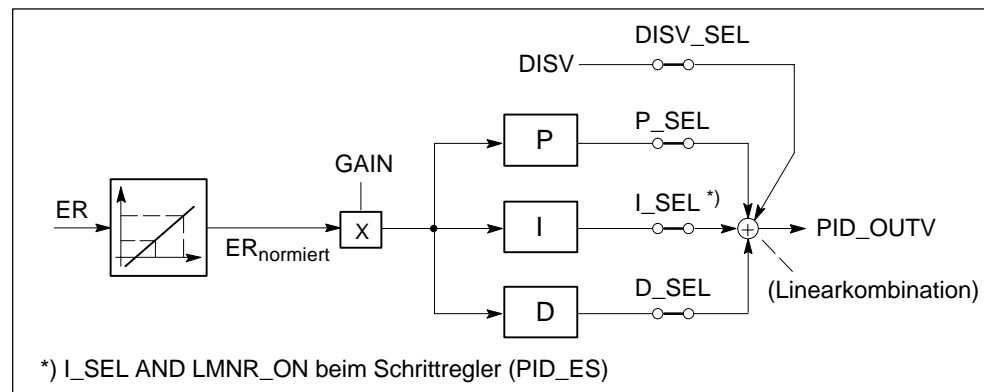 DISV_SEL
DISV
P_SEL
P
GAIN
ER
I_SEL *)
I
X
+
PID_OUTV
ERnormiert
D_SEL
(Linearkombination)
D
*) I_SEL AND LMNR_ON beim Schrittregler (PID_ES)